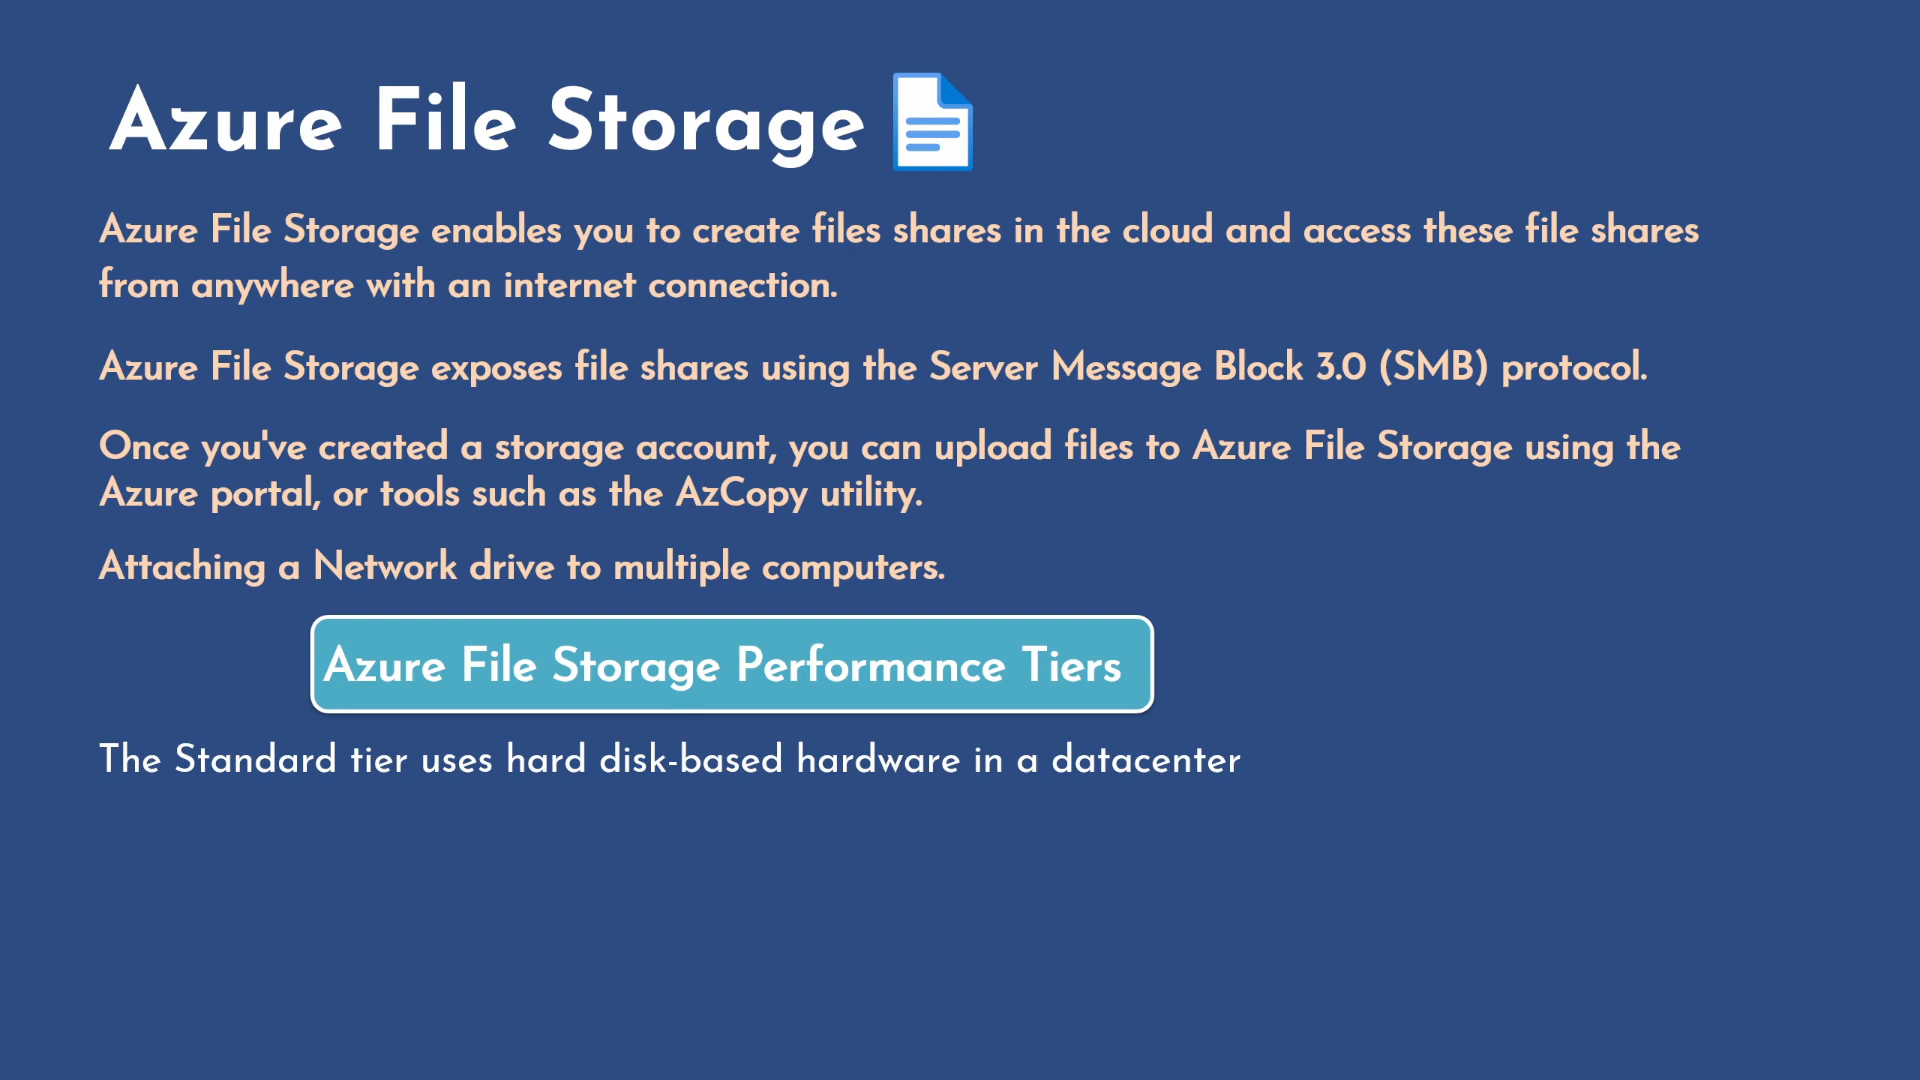 Azure File Storage
Azure File Storage enables you to create files shares in the cloud and access these file shares
from anywhere with an internet connection.
Azure File Storage exposes file shares using the Server Message Block 3.0 (SMB) protocol.
Once you've created a storage account, you can upload files to Azure File Storage using the
Azure portal, or tools such as the AzCopy utility.
Attaching a Network drive to multiple computers.
Azure File Storage Performance Tiers
The Standard tier uses hard disk-based hardware in a datacenter